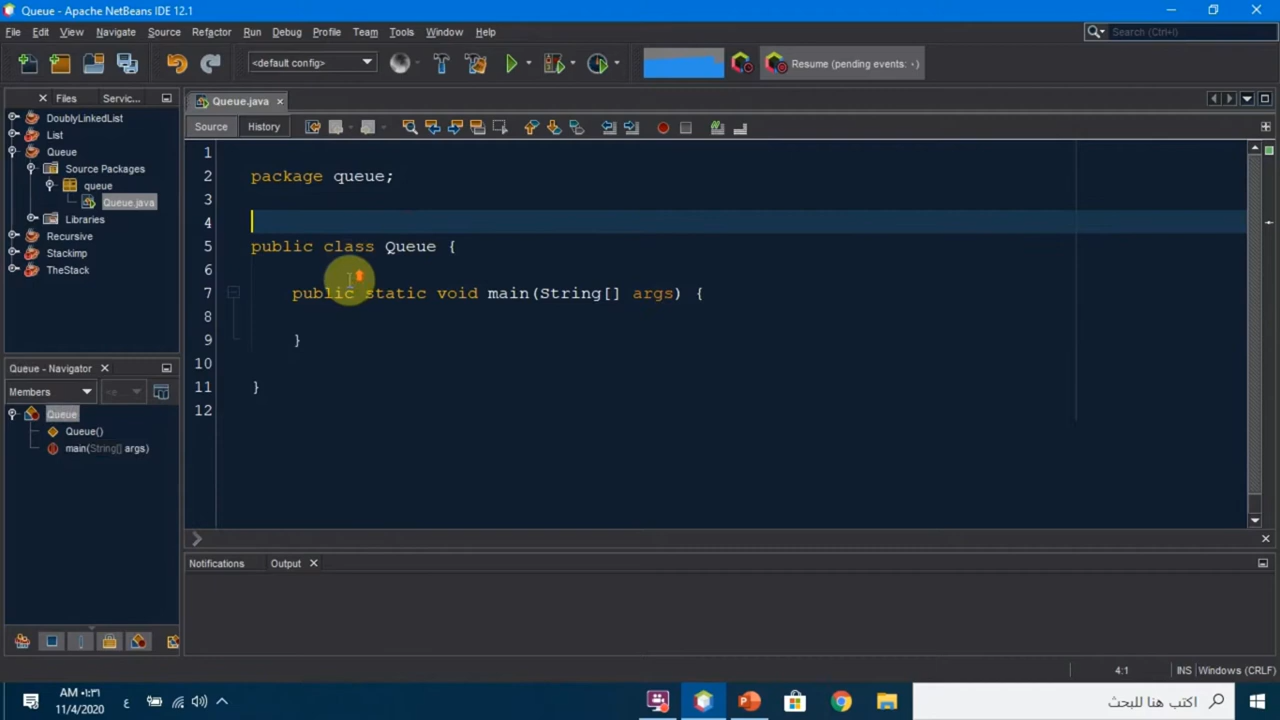 Queue - Apache NetBeans IDE 12.1
File Edit View Navigate Source Refactor Run Debug Profile Team Tools Window Help
Search (Ctrl+I)
<default config>
Resume (pending events: ٠)
Files Servic...
Queue.java
DoublyLinkedList
List
Queue
Source Packages
queue
Queue.java
Libraries
Recursive
Stackimp
TheStack
Source History
1
2 package queue;
3
4
5 public class Queue {
6
7 public static void main(String[] args) {
8
9 }
10
11 }
12
Queue - Navigator
Members
Queue
Queue()
main(String[] args)
Notifications Output
4:1 INS Windows (CRLF)
AM ٠١:٣١
11/4/2020
ع
اكتب هنا للبحث